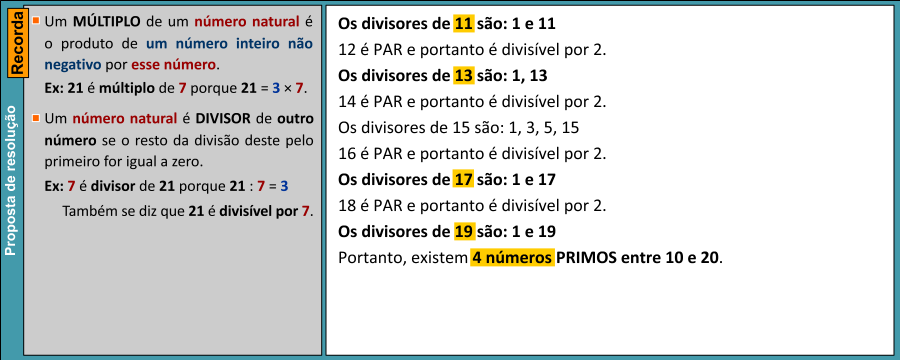 Recorda
Proposta de resolução
Um MÚLTIPLO de um número natural é
o produto de um número inteiro não
negativo por esse número.
Ex: 21 é múltiplo de 7 porque 21 = 3 × 7.
Um número natural é DIVISOR de outro
número se o resto da divisão deste pelo
primeiro for igual a zero.
Ex: 7 é divisor de 21 porque 21 : 7 = 3
Também se diz que 21 é divisível por 7.
Os divisores de 11 são: 1 e 11
12 é PAR e portanto é divisível por 2.
Os divisores de 13 são: 1, 13
14 é PAR e portanto é divisível por 2.
Os divisores de 15 são: 1, 3, 5, 15
16 é PAR e portanto é divisível por 2.
Os divisores de 17 são: 1 e 17
18 é PAR e portanto é divisível por 2.
Os divisores de 19 são: 1 e 19
Portanto, existem 4 números PRIMOS entre 10 e 20.